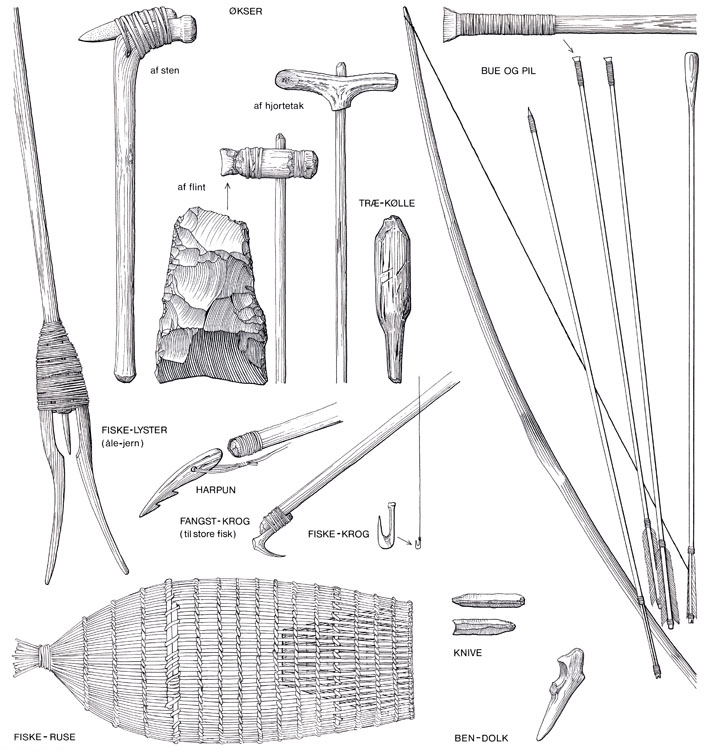 ØKSER
af sten
BUE OG PIL
af hjortetak
af flint
TRÆ-KØLLE
FISKE-LYSTER
(åle-jern)
HARPUN
FANGST-KROG
(til store fisk)
FISKE-KROG
KNIVE
FISKE-RUSE
BEN-DOLK